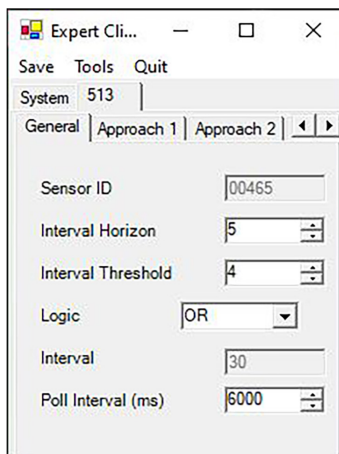 Expert Cli...
Save Tools Quit
System 513
General Approach 1 Approach 2
Sensor ID 00465
Interval Horizon 5
Interval Threshold 4
Logic OR
Interval 30
Poll Interval (ms) 6000